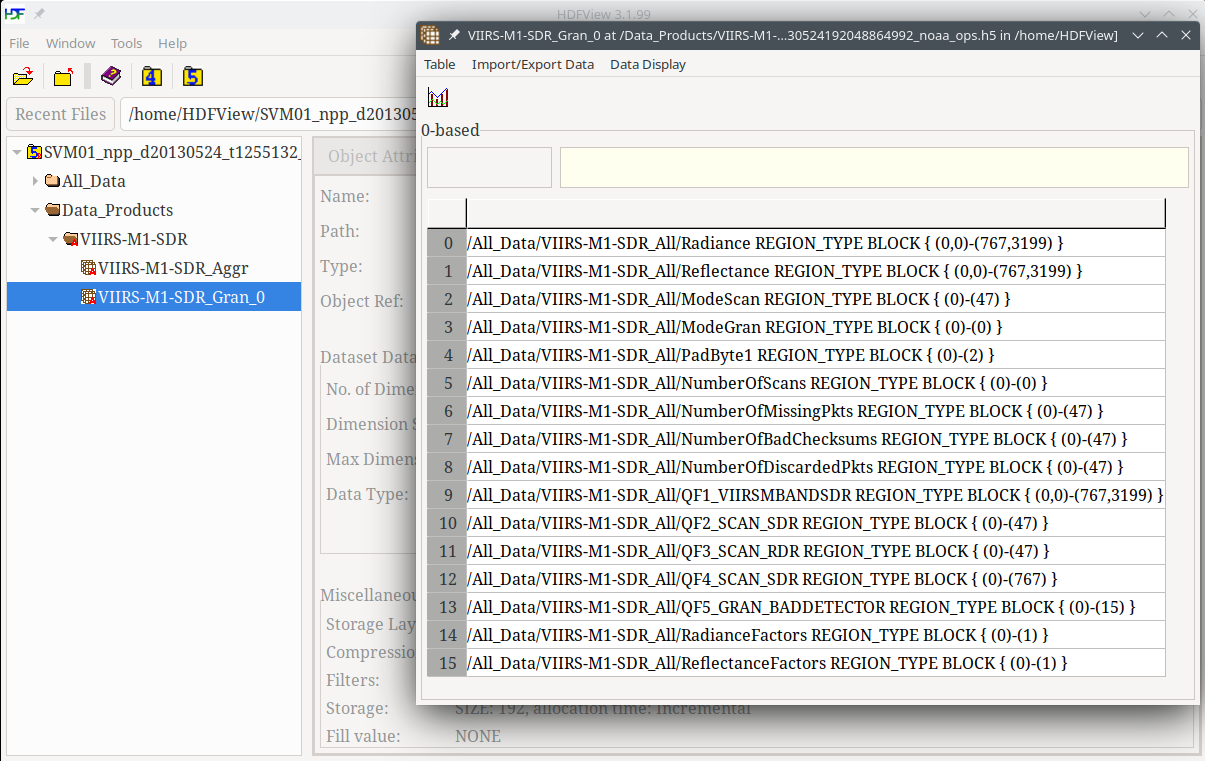 HDFView 3.1.99
File Window Tools Help
Recent Files
/home/HDFView/SVM01_npp_d20130
SVM01_npp_d20130524_t1255132_
All_Data
Data_Products
VIIRS-M1-SDR
VIIRS-M1-SDR_Aggr
VIIRS-M1-SDR_Gran_0
Object Attri
Name:
Path:
Type:
Object Ref:
Dataset Data
No. of Dime
Dimension S
Max Dimens
Data Type:
Miscellaneou
Storage Lay
Compressio
Filters:
Storage: SIZE: 192, allocation time: Incremental
Fill value: NONE
VIIRS-M1-SDR_Gran_0 at /Data_Products/VIIRS-M1-...30524192048864992_noaa_ops.h5 in /home/HDFView]
Table Import/Export Data Data Display
0-based
0 /All_Data/VIIRS-M1-SDR_All/Radiance REGION_TYPE BLOCK { (0,0)-(767,3199) }
1 /All_Data/VIIRS-M1-SDR_All/Reflectance REGION_TYPE BLOCK { (0,0)-(767,3199) }
2 /All_Data/VIIRS-M1-SDR_All/ModeScan REGION_TYPE BLOCK { (0)-(47) }
3 /All_Data/VIIRS-M1-SDR_All/ModeGran REGION_TYPE BLOCK { (0)-(0) }
4 /All_Data/VIIRS-M1-SDR_All/PadByte1 REGION_TYPE BLOCK { (0)-(2) }
5 /All_Data/VIIRS-M1-SDR_All/NumberOfScans REGION_TYPE BLOCK { (0)-(0) }
6 /All_Data/VIIRS-M1-SDR_All/NumberOfMissingPkts REGION_TYPE BLOCK { (0)-(47) }
7 /All_Data/VIIRS-M1-SDR_All/NumberOfBadChecksums REGION_TYPE BLOCK { (0)-(47) }
8 /All_Data/VIIRS-M1-SDR_All/NumberOfDiscardedPkts REGION_TYPE BLOCK { (0)-(47) }
9 /All_Data/VIIRS-M1-SDR_All/QF1_VIIRSMBANDSDR REGION_TYPE BLOCK { (0,0)-(767,3199) }
10 /All_Data/VIIRS-M1-SDR_All/QF2_SCAN_SDR REGION_TYPE BLOCK { (0)-(47) }
11 /All_Data/VIIRS-M1-SDR_All/QF3_SCAN_RDR REGION_TYPE BLOCK { (0)-(47) }
12 /All_Data/VIIRS-M1-SDR_All/QF4_SCAN_SDR REGION_TYPE BLOCK { (0)-(767) }
13 /All_Data/VIIRS-M1-SDR_All/QF5_GRAN_BADDETECTOR REGION_TYPE BLOCK { (0)-(15) }
14 /All_Data/VIIRS-M1-SDR_All/RadianceFactors REGION_TYPE BLOCK { (0)-(1) }
15 /All_Data/VIIRS-M1-SDR_All/ReflectanceFactors REGION_TYPE BLOCK { (0)-(1) }